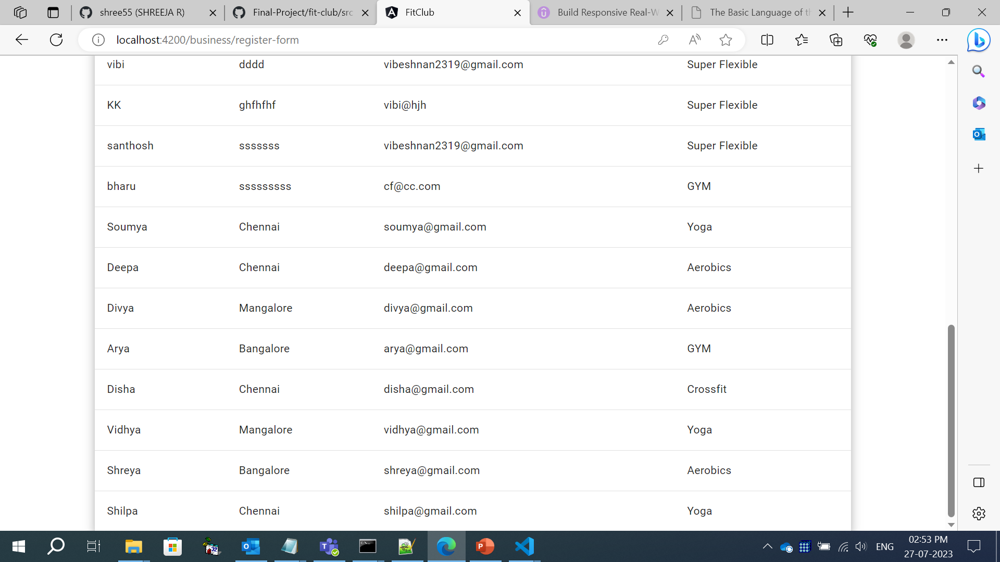 shree55 (SHREEJA R)
Final-Project/fit-club/src
FitClub
Build Responsive Real-W
The Basic Language of th
localhost:4200/business/register-form
vibi dddd vibeshnan2319@gmail.com Super Flexible
KK ghfhfhf vibi@hjh Super Flexible
santhosh sssssss vibeshnan2319@gmail.com Super Flexible
bharu sssssssss cf@cc.com GYM
Soumya Chennai soumya@gmail.com Yoga
Deepa Chennai deepa@gmail.com Aerobics
Divya Mangalore divya@gmail.com Aerobics
Arya Bangalore arya@gmail.com GYM
Disha Chennai disha@gmail.com Crossfit
Vidhya Mangalore vidhya@gmail.com Yoga
Shreya Bangalore shreya@gmail.com Aerobics
Shilpa Chennai shilpa@gmail.com Yoga
ENG
02:53 PM
27-07-2023